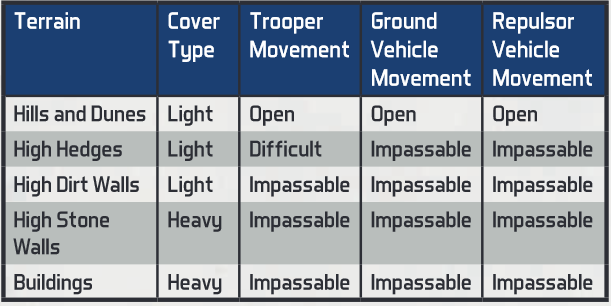 Terrain Cover Type Trooper Movement Ground Vehicle Movement Repulsor Vehicle Movement
Hills and Dunes Light Open Open Open
High Hedges Light Difficult Impassable Impassable
High Dirt Walls Light Impassable Impassable Impassable
High Stone Walls Heavy Impassable Impassable Impassable
Buildings Heavy Impassable Impassable Impassable